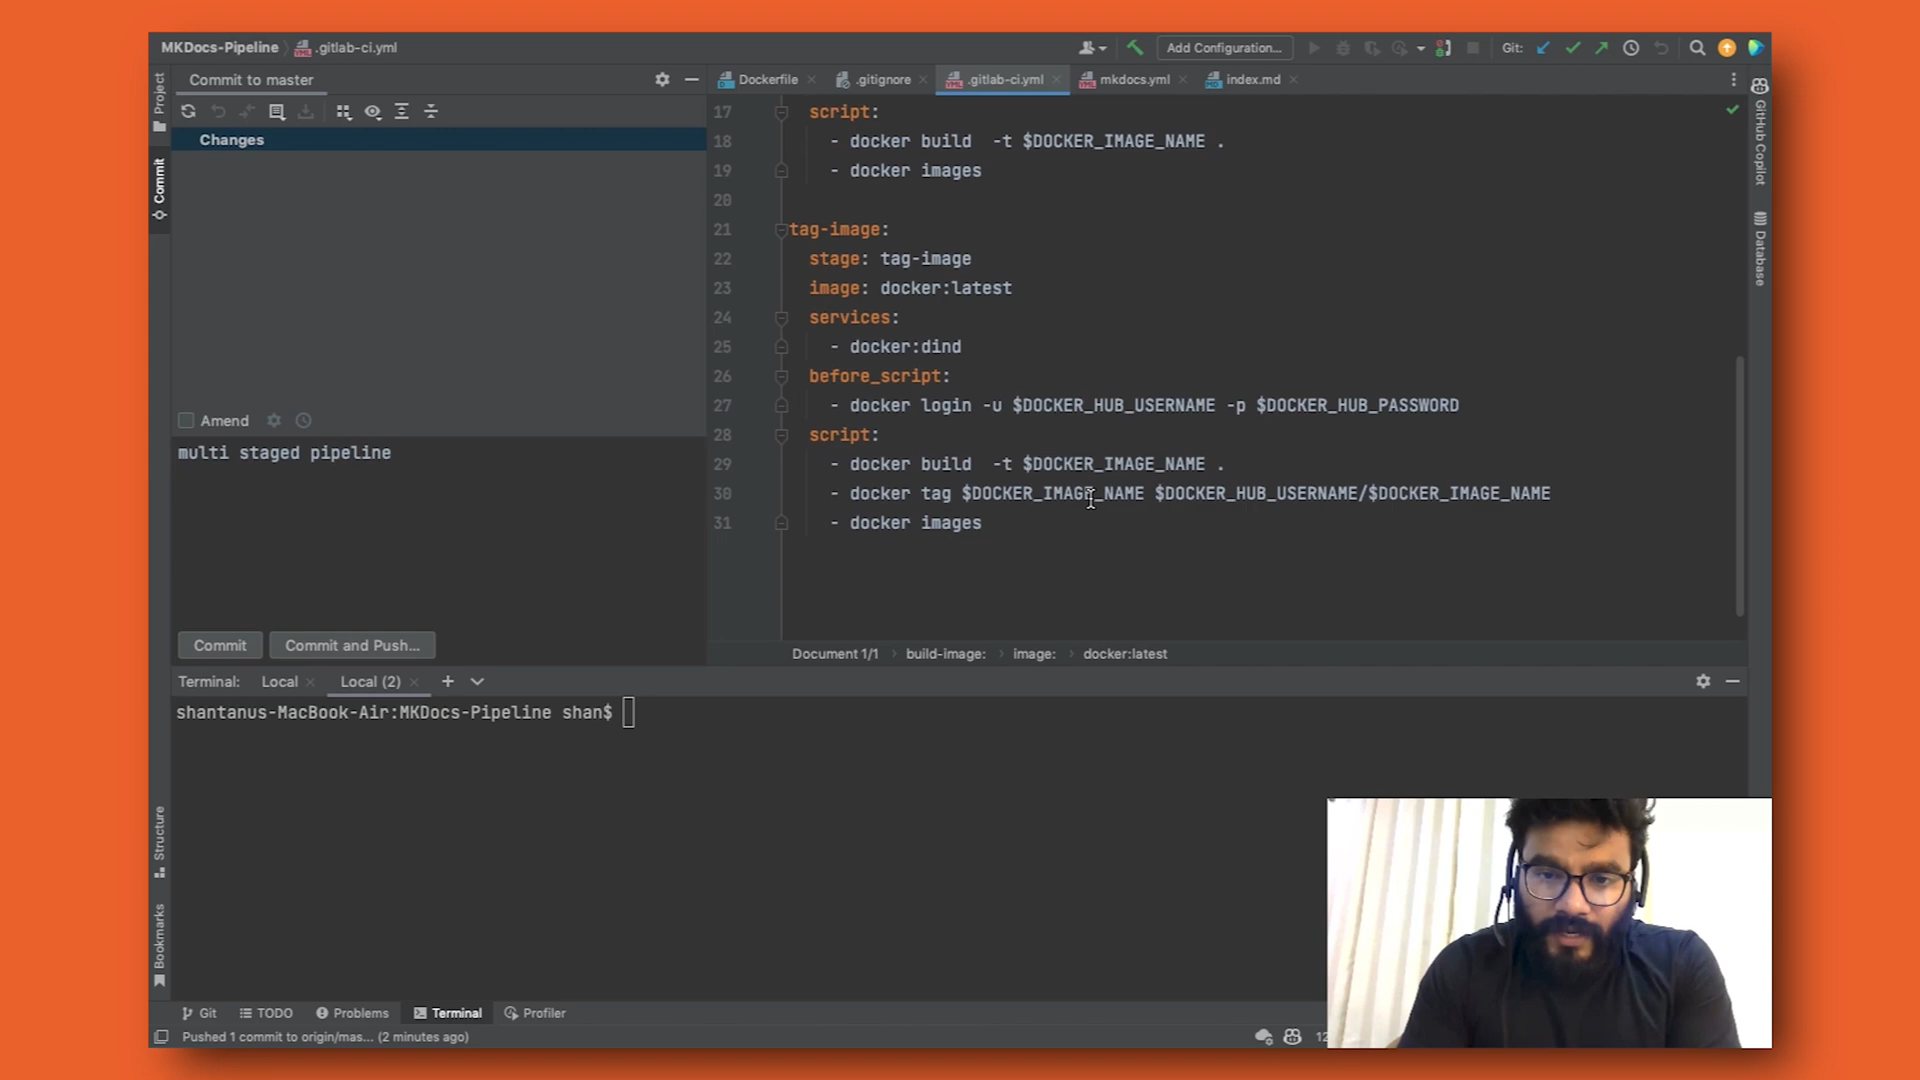 MKDocs-Pipeline .gitlab-ci.yml
Add Configuration...
Git:
Commit to master
Dockerfile
.gitignore
.gitlab-ci.yml
mkdocs.yml
index.md
Project
Commit
Changes
Amend
multi staged pipeline
Commit
Commit and Push...
17 script:
18 - docker build -t $DOCKER_IMAGE_NAME .
19 - docker images
20
21 tag-image:
22 stage: tag-image
23 image: docker:latest
24 services:
25 - docker:dind
26 before_script:
27 - docker login -u $DOCKER_HUB_USERNAME -p $DOCKER_HUB_PASSWORD
28 script:
29 - docker build -t $DOCKER_IMAGE_NAME .
30 - docker tag $DOCKER_IMAGE_NAME $DOCKER_HUB_USERNAME/$DOCKER_IMAGE_NAME
31 - docker images
Document 1/1 build-image: image: docker:latest
GitHub Copilot
Database
Terminal: Local Local (2)
shantanus-MacBook-Air:MKDocs-Pipeline shan$
Structure
Bookmarks
Git TODO Problems Terminal Profiler
Pushed 1 commit to origin/mas... (2 minutes ago)